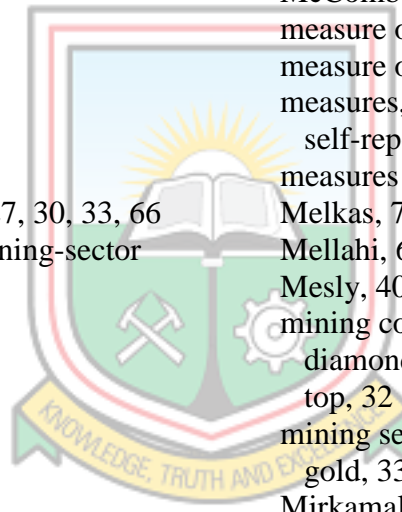 7, 30, 33, 66
ning-sector
measure
measure
measures,
self-rep
measures
Melkas, 7
Mellahi, 6
Mesly, 40
mining co
diamond
top, 32
mining se
gold, 33
Mirkamal
KNOWLEDGE, TRUTH AND EXCELLENCE